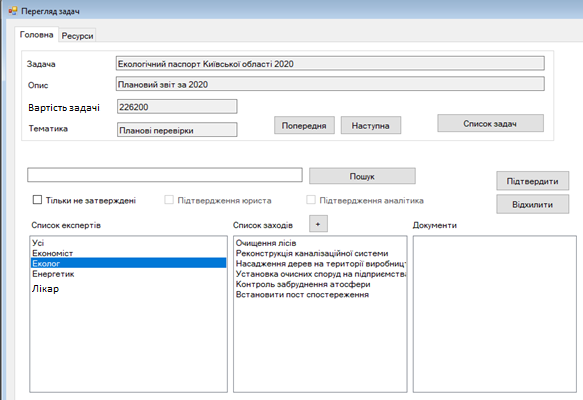 Перегляд задач
Головна Ресурси
Задача Екологічний паспорт Київської області 2020
Опис Плановий звіт за 2020
Вартість задачі 226200
Тематика Планові перевірки Попередня Наступна Список задач
Пошук
Підтвердити
Тільки не затверджені Підтвердження юриста Підтвердження аналітика
Відхилити
Список експертів Список заходів + Документи
Усі
Економіст
Еколог
Енергетик
Лікар
Очищення лісів
Реконструкція каналізаційної системи
Насадження дерев на території виробницт
Установка очисних споруд на підприємства
Контроль забруднення атосфери
Встановити пост спостереження